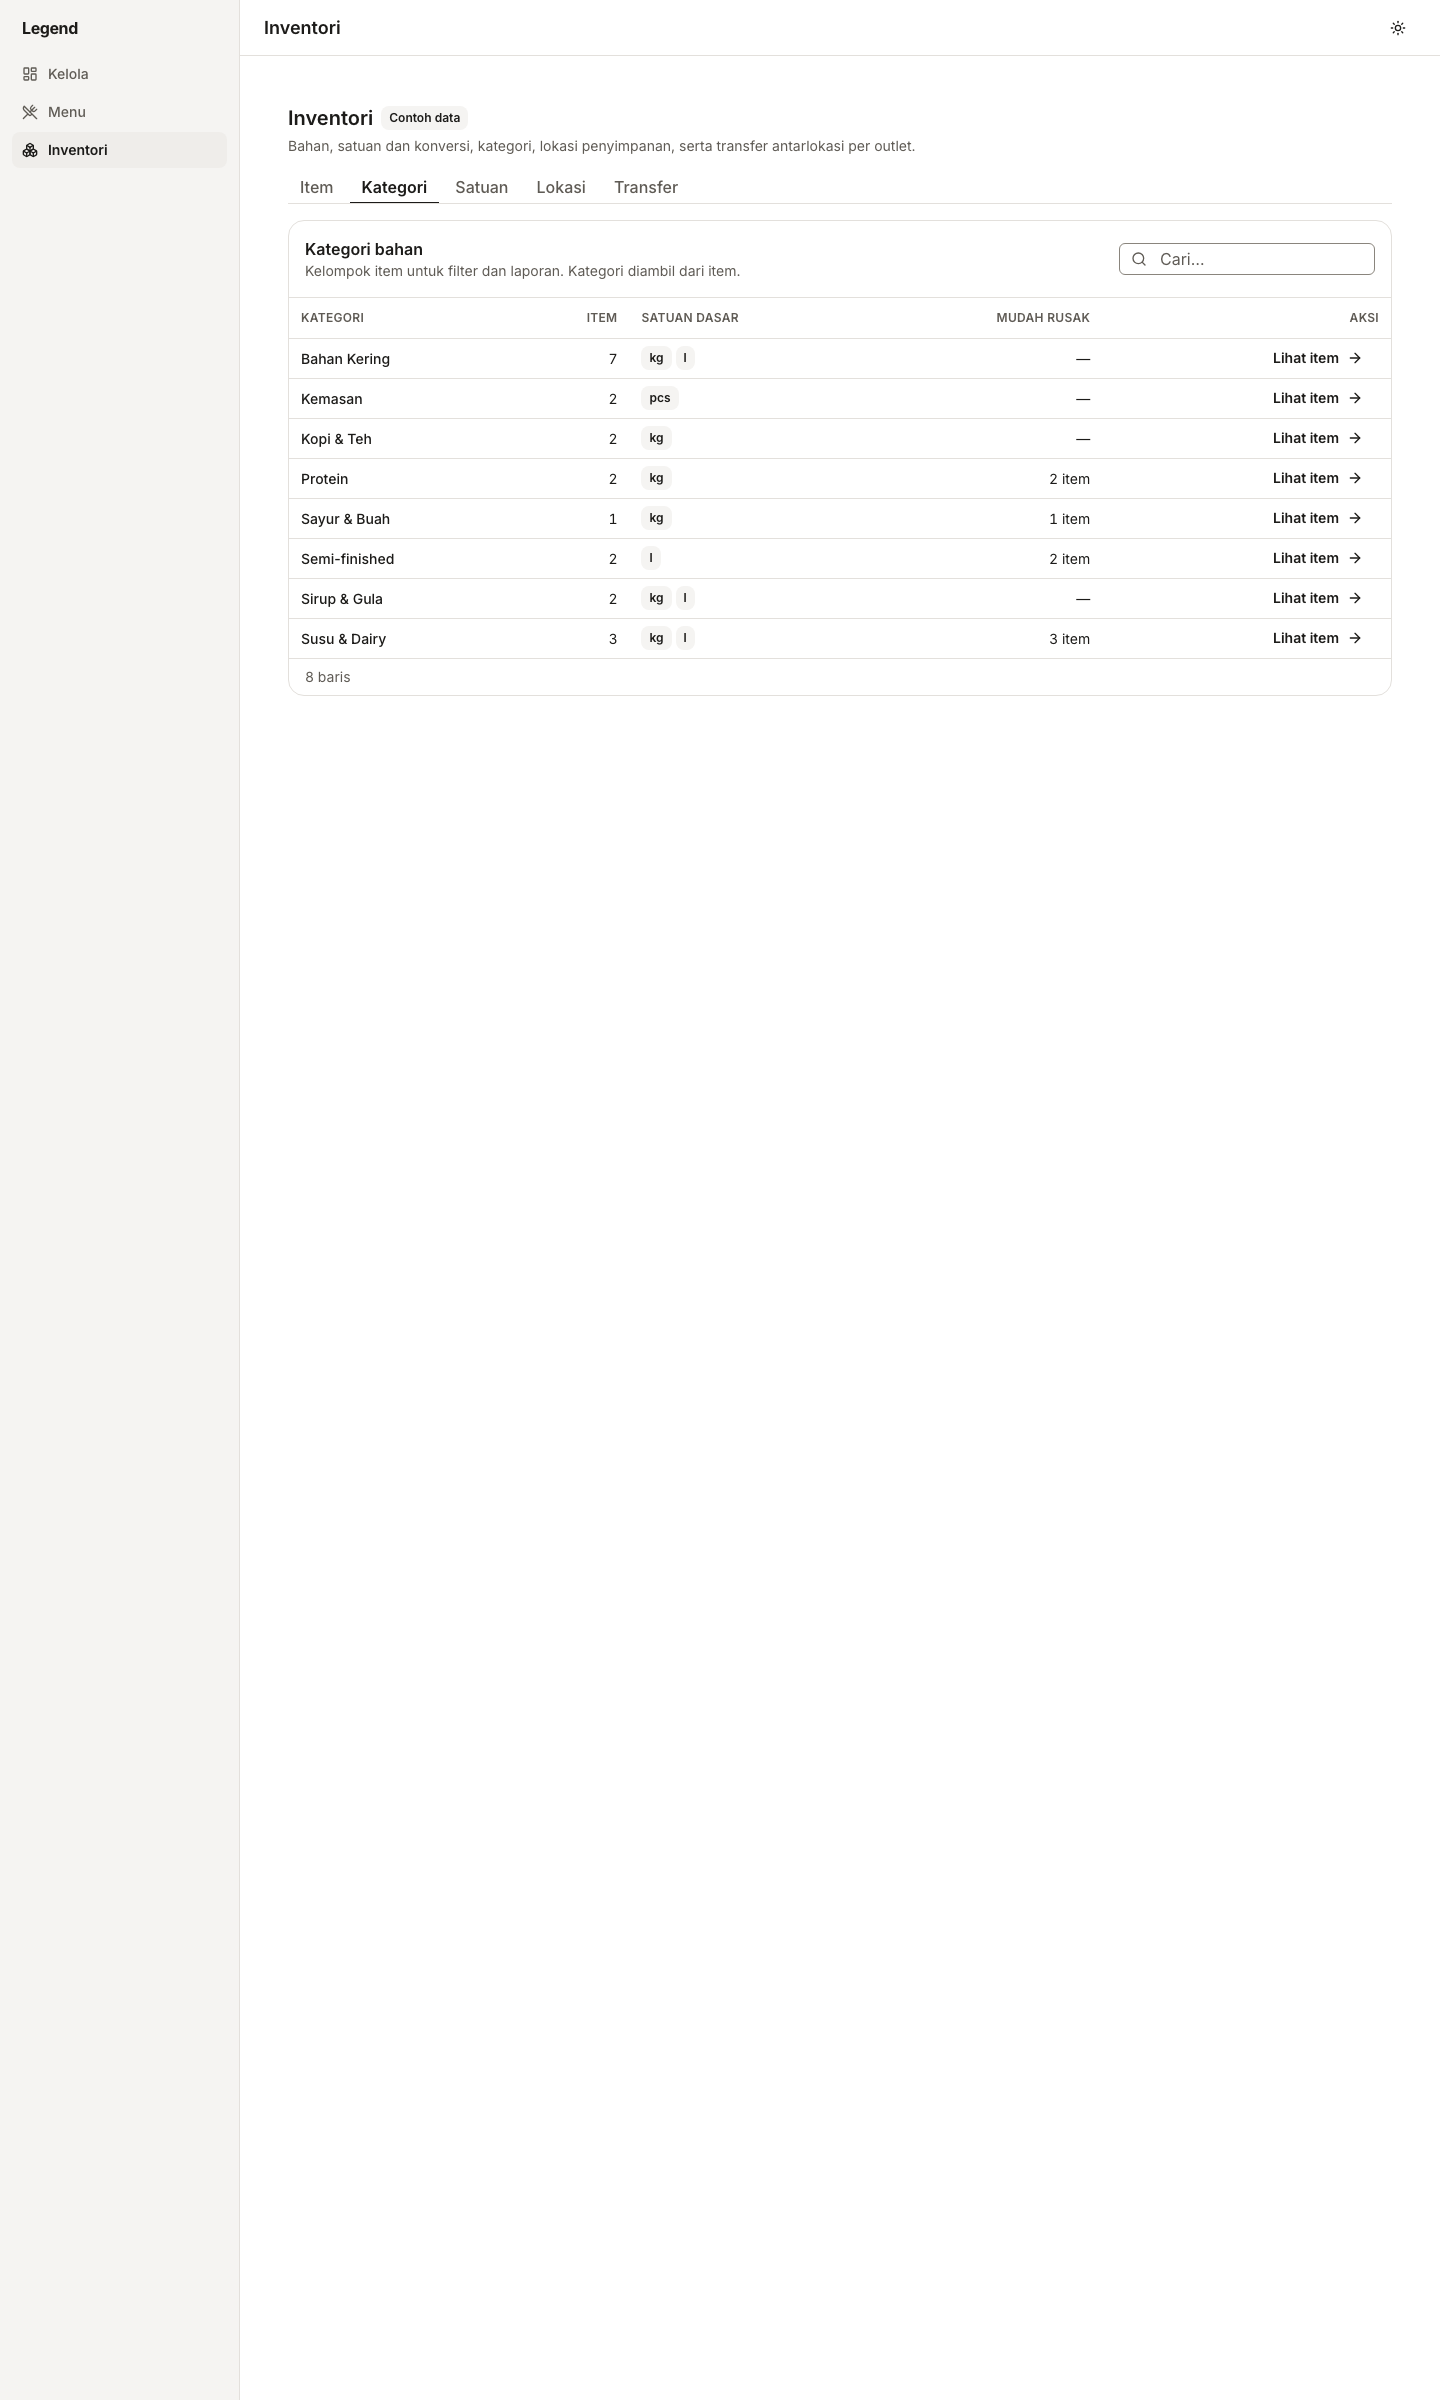 Legend
Kelola
Menu
Inventori
Inventori
Inventori Contoh data
Bahan, satuan dan konversi, kategori, lokasi penyimpanan, serta transfer antarlokasi per outlet.
Item Kategori Satuan Lokasi Transfer
Kategori bahan
Kelompok item untuk filter dan laporan. Kategori diambil dari item.
Cari...
KATEGORI ITEM SATUAN DASAR MUDAH RUSAK AKSI
Bahan Kering 7 kg l — Lihat item
Kemasan 2 pcs — Lihat item
Kopi & Teh 2 kg — Lihat item
Protein 2 kg 2 item Lihat item
Sayur & Buah 1 kg 1 item Lihat item
Semi-finished 2 l 2 item Lihat item
Sirup & Gula 2 kg l — Lihat item
Susu & Dairy 3 kg l 3 item Lihat item
8 baris